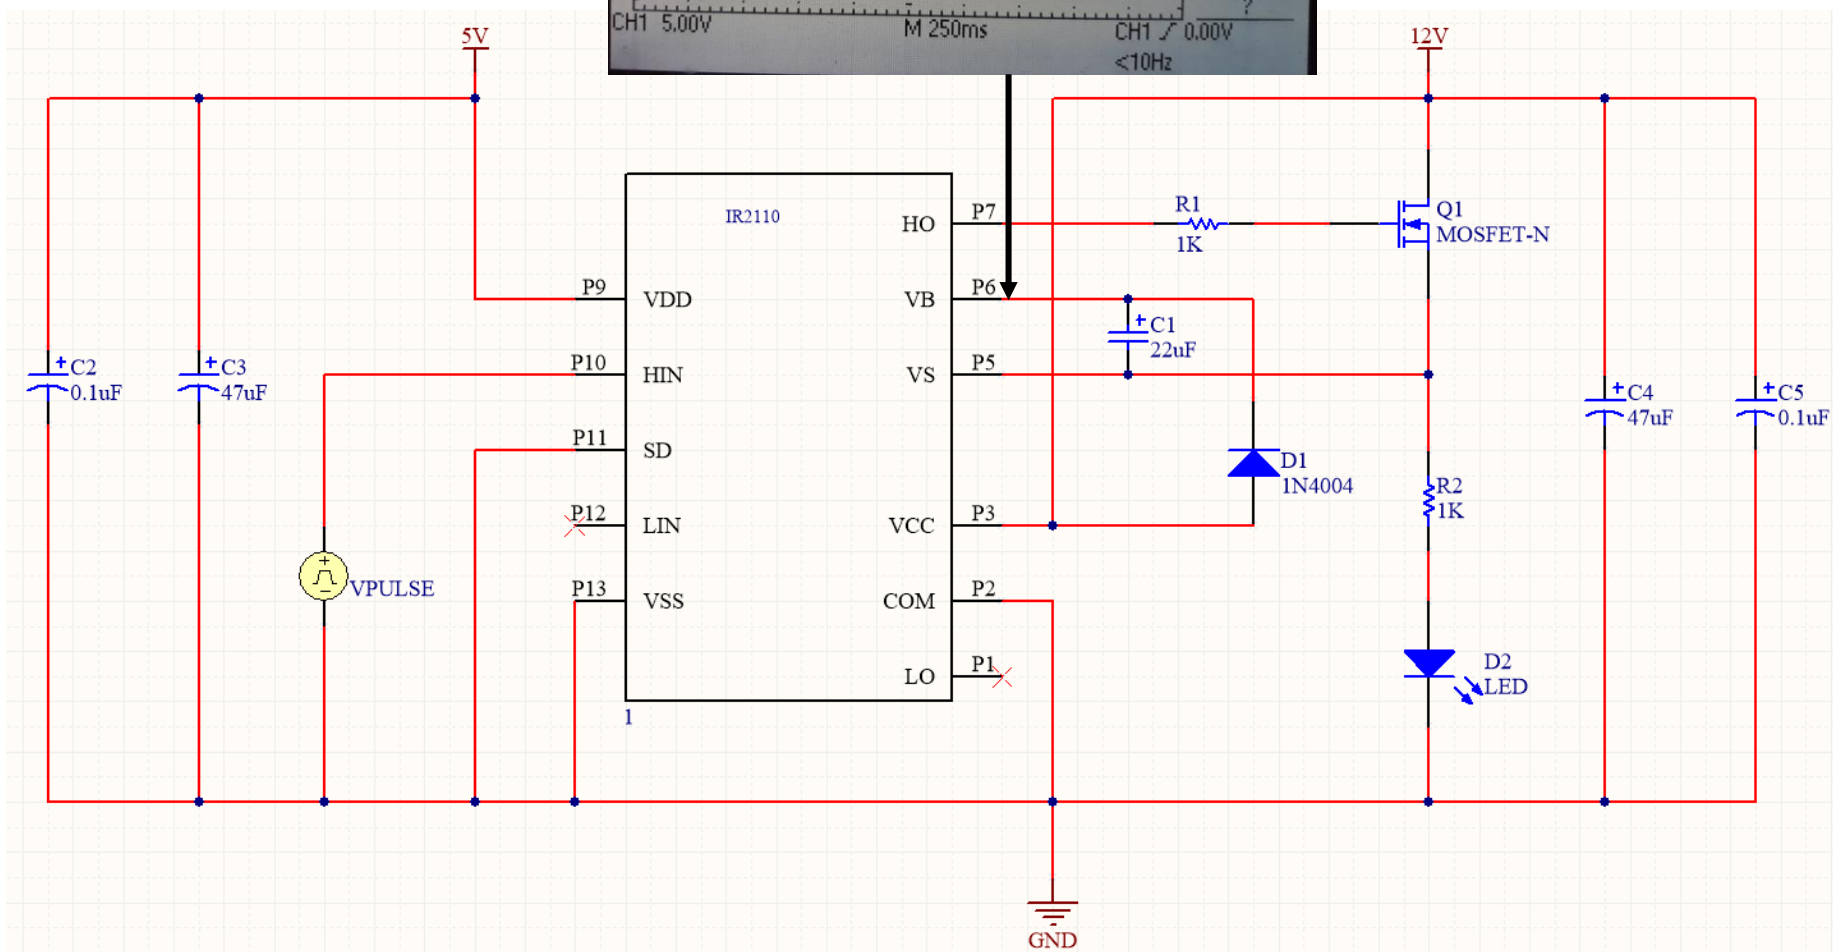 CH1 5.00V
M 250ms
CH1 0.00V
?
<10Hz
5V
12V
IR2110
HO
P7
R1
1K
Q1
MOSFET-N
P9
VDD
VB
P6
+
C1
22uF
P10
HIN
VS
P5
+
C2
0.1uF
+
C3
47uF
+
C4
47uF
+
C5
0.1uF
P11
SD
D1
1N4004
R2
1K
P12
LIN
VCC
P3
VPULSE
P13
VSS
COM
P2
LO
P1
D2
LED
1
GND